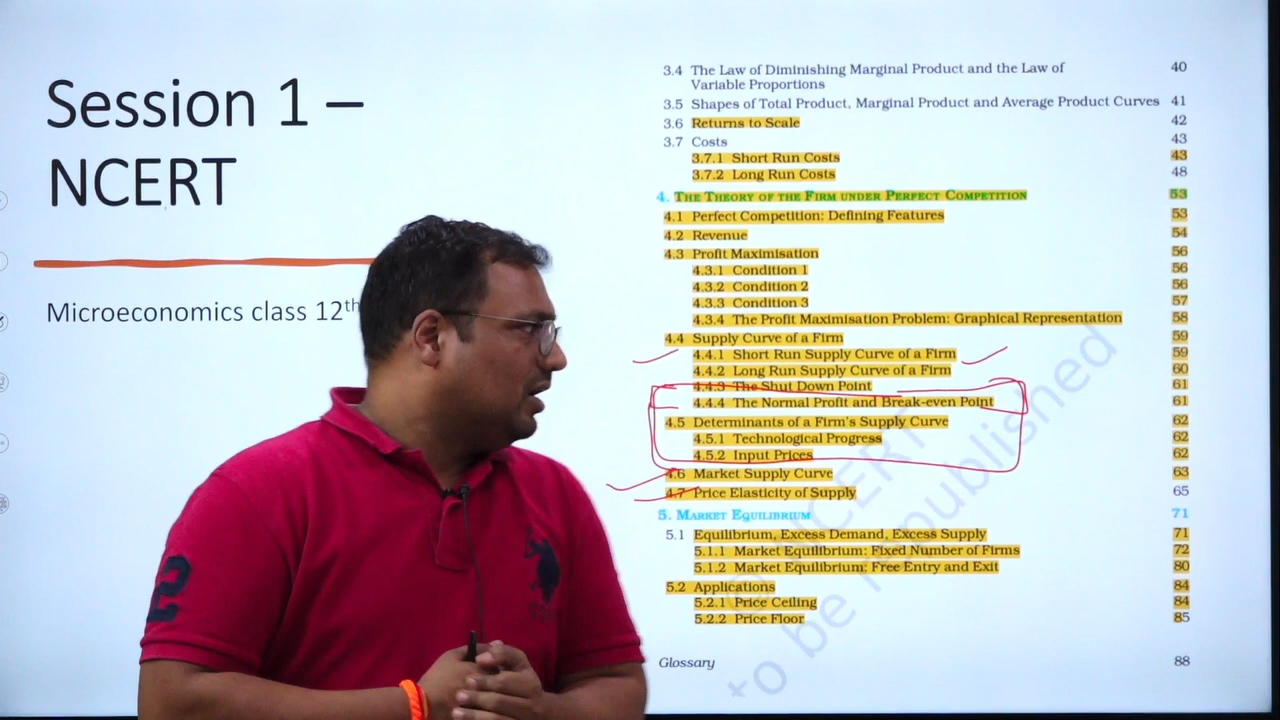 Session 1 –
NCERT
Microeconomics class 12th
3.4 The Law of Diminishing Marginal Product and the Law of 40
Variable Proportions
3.5 Shapes of Total Product, Marginal Product and Average Product Curves 41
3.6 Returns to Scale 42
3.7 Costs 43
3.7.1 Short Run Costs 43
3.7.2 Long Run Costs 48
4. THE THEORY OF THE FIRM UNDER PERFECT COMPETITION 53
4.1 Perfect Competition: Defining Features 53
4.2 Revenue 54
4.3 Profit Maximisation 56
4.3.1 Condition 1 56
4.3.2 Condition 2 56
4.3.3 Condition 3 57
4.3.4 The Profit Maximisation Problem: Graphical Representation 58
4.4 Supply Curve of a Firm 59
4.4.1 Short Run Supply Curve of a Firm 59
4.4.2 Long Run Supply Curve of a Firm 60
4.4.3 The Shut Down Point 61
4.4.4 The Normal Profit and Break-even Point 61
4.5 Determinants of a Firm's Supply Curve 62
4.5.1 Technological Progress 62
4.5.2 Input Prices 62
4.6 Market Supply Curve 63
4.7 Price Elasticity of Supply 65
5. MARKET EQUILIBRIUM 71
5.1 Equilibrium, Excess Demand, Excess Supply 71
5.1.1 Market Equilibrium: Fixed Number of Firms 72
5.1.2 Market Equilibrium: Free Entry and Exit 80
5.2 Applications 84
5.2.1 Price Ceiling 84
5.2.2 Price Floor 85
Glossary 88
NCERT
to be republished
2